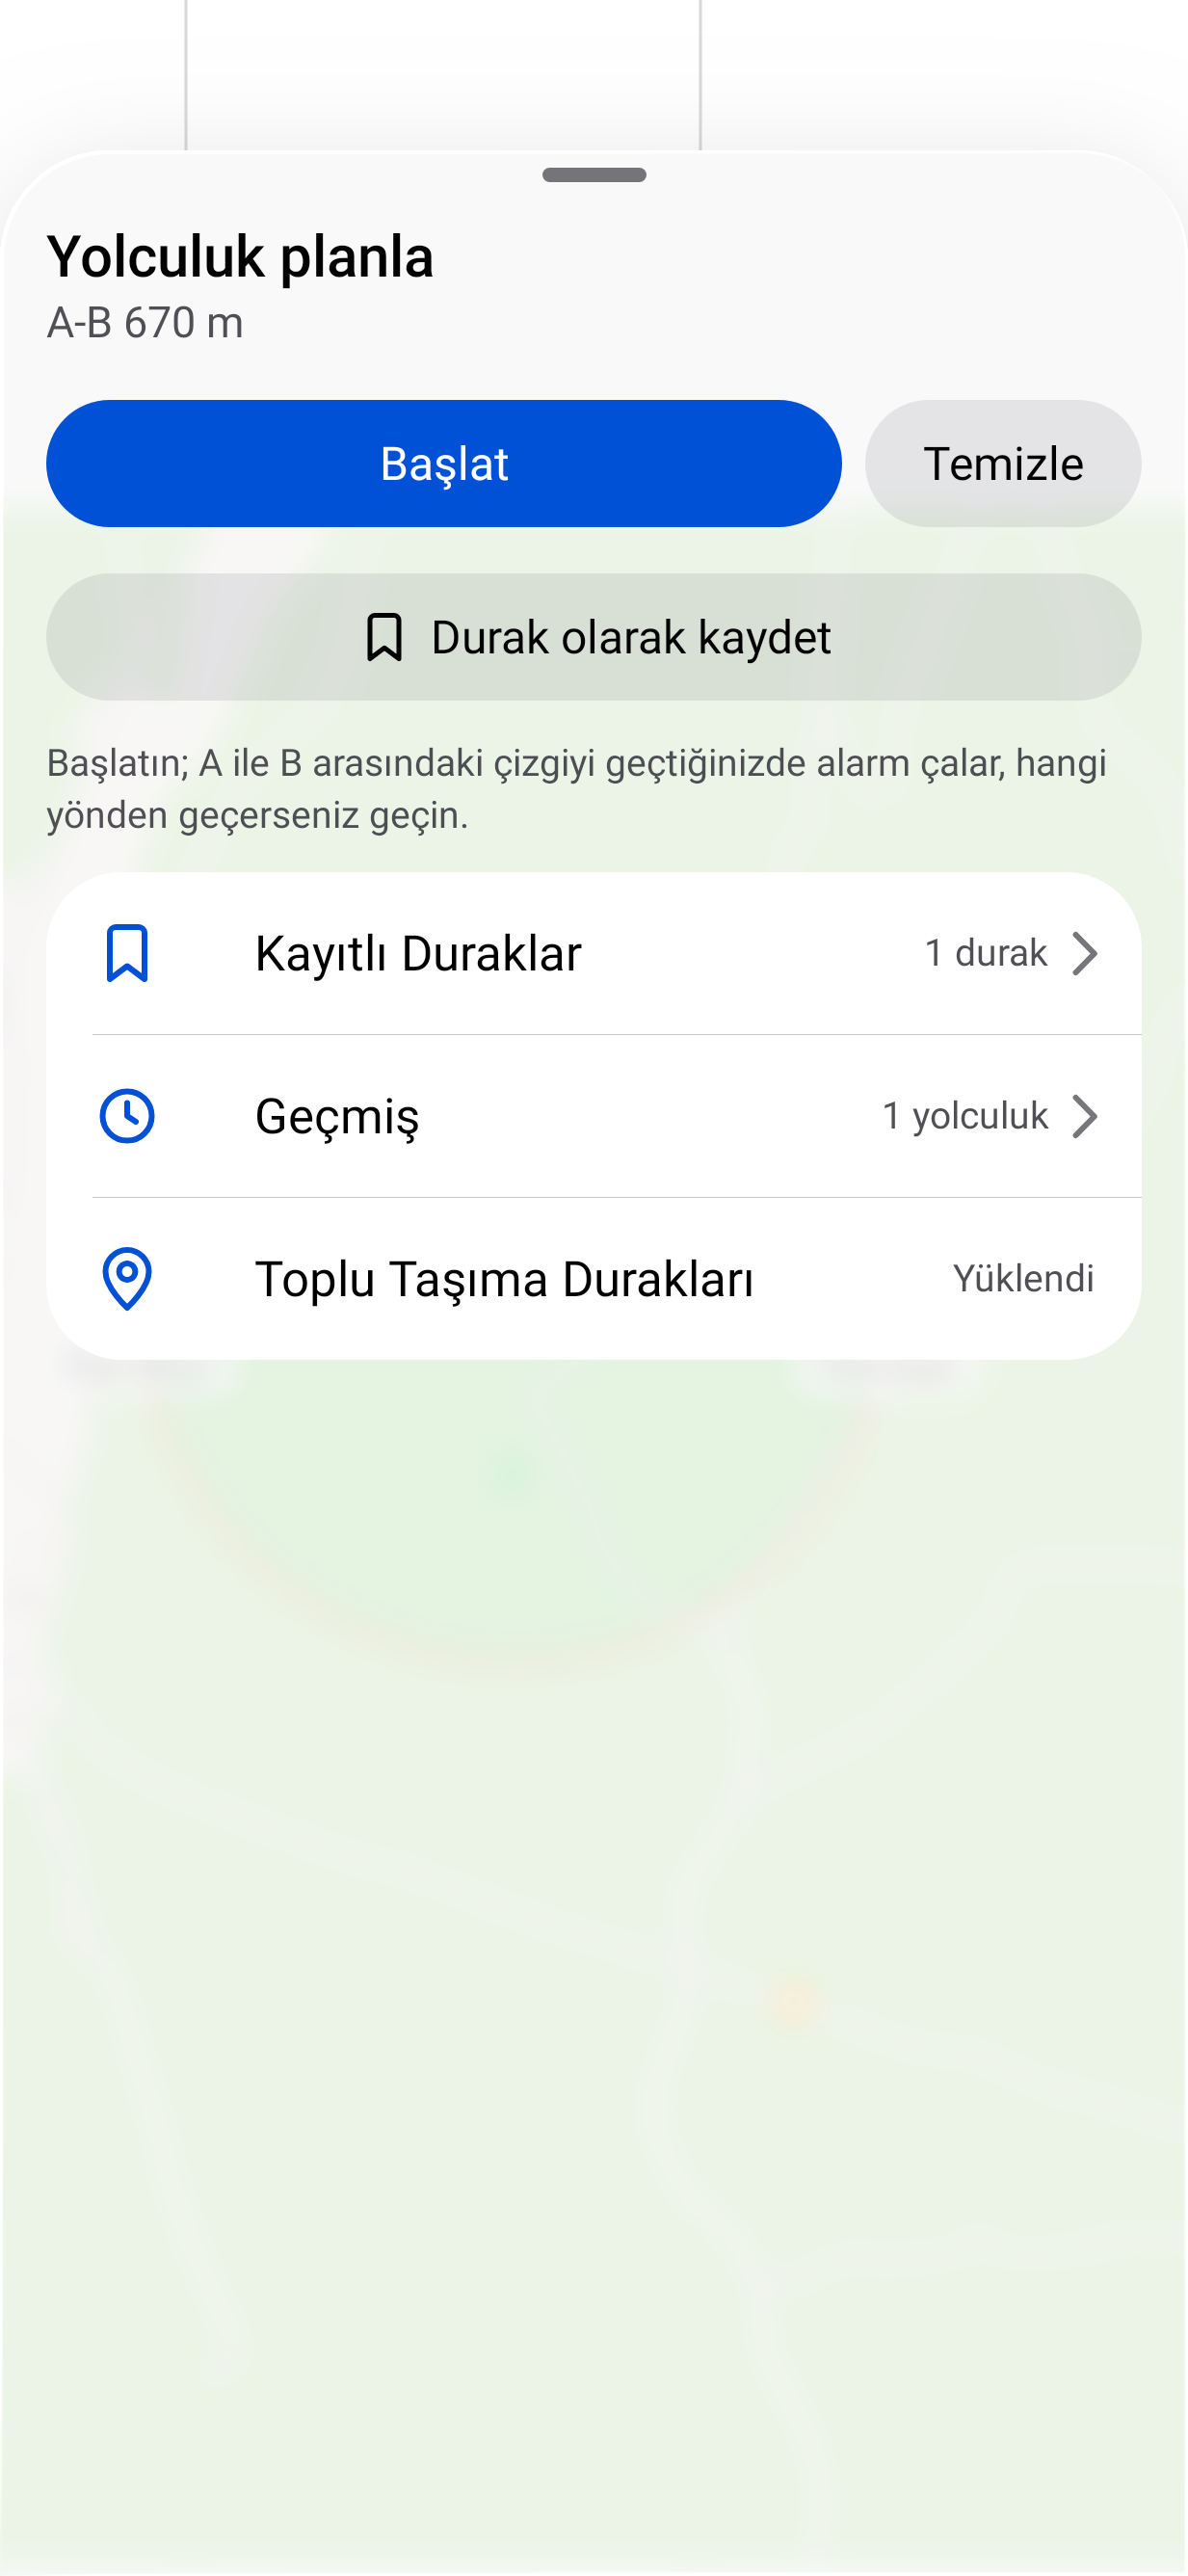 Yolculuk planla
A-B 670 m
Başlat
Temizle
Durak olarak kaydet
Başlatın; A ile B arasındaki çizgiyi geçtiğinizde alarm çalar, hangi
yönden geçerseniz geçin.
Kayıtlı Duraklar
1 durak
Geçmiş
1 yolculuk
Toplu Taşıma Durakları
Yüklendi